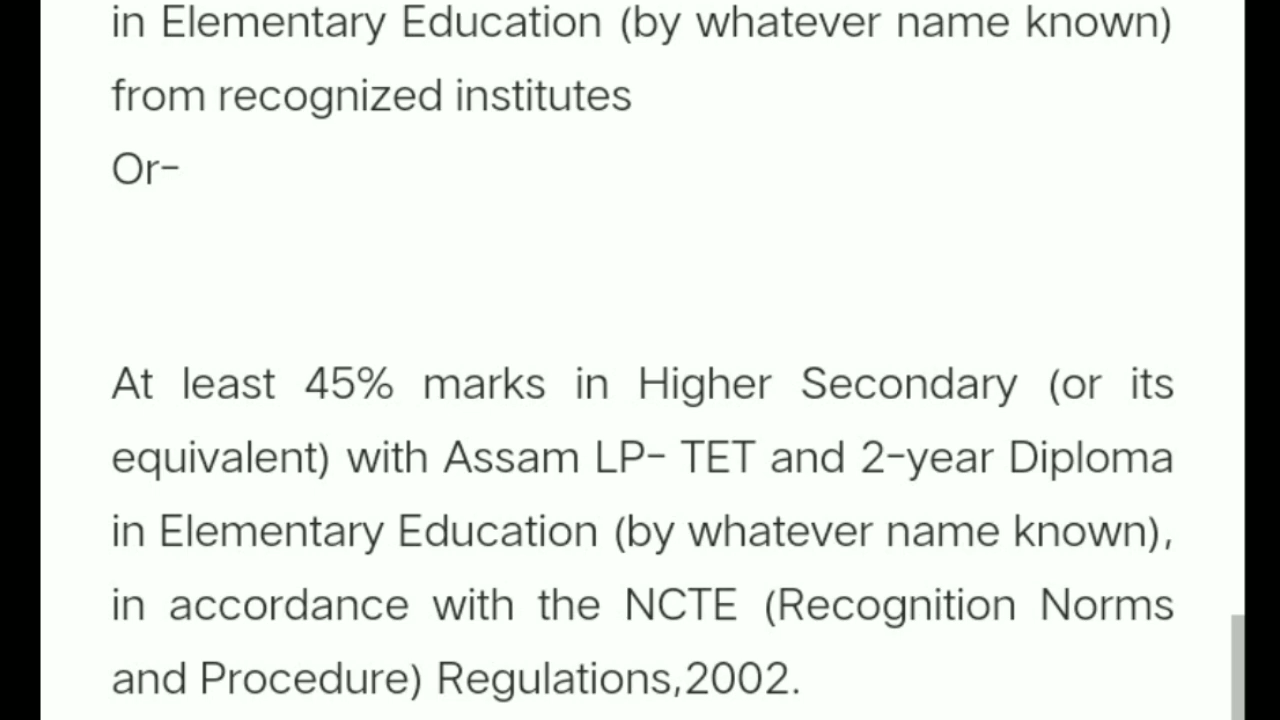 in Elementary Education (by whatever name known)
from recognized institutes
Or-
At least 45% marks in Higher Secondary (or its
equivalent) with Assam LP- TET and 2-year Diploma
in Elementary Education (by whatever name known),
in accordance with the NCTE (Recognition Norms
and Procedure) Regulations,2002.